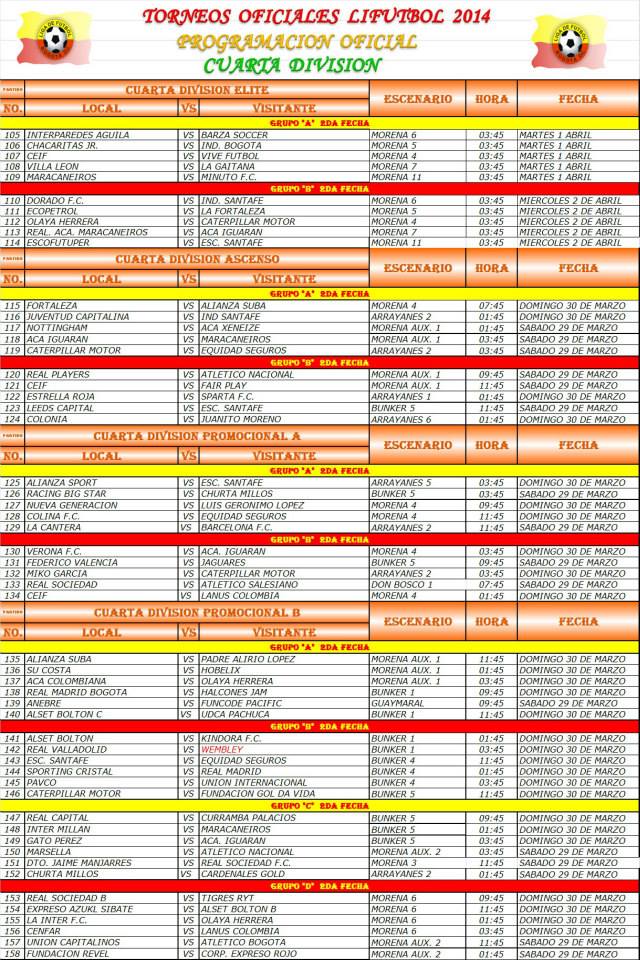 TORNEOS OFICIALES LIFUTBOL 2014
PROGRAMACION OFICIAL
CUARTA DIVISION
PARTIDO CUARTA DIVISION ELITE ESCENARIO HORA FECHA
NO. LOCAL VS VISITANTE
GRUPO "A" 2DA FECHA
105 INTERPAREDES AGUILA VS BARZA SOCCER MORENA 6 03:45 MARTES 1 ABRIL
106 CHACARITAS JR. VS IND. BOGOTA MORENA 5 03:45 MARTES 1 ABRIL
107 CEIF VS VIVE FUTBOL MORENA 4 03:45 MARTES 1 ABRIL
108 VILLA LEON VS LA GAITANA MORENA 7 03:45 MARTES 1 ABRIL
109 MARACANEIROS VS MINUTO F.C. MORENA 11 03:45 MARTES 1 ABRIL
GRUPO "B" 2DA FECHA
110 DORADO F.C. VS IND. SANTAFE MORENA 6 03:45 MIERCOLES 2 DE ABRIL
111 ECOPETROL VS LA FORTALEZA MORENA 5 03:45 MIERCOLES 2 DE ABRIL
112 OLAYA HERRERA VS CATERPILLAR MOTOR MORENA 4 03:45 MIERCOLES 2 DE ABRIL
113 REAL. ACA. MARACANEIROS VS ACA IGUARAN MORENA 7 03:45 MIERCOLES 2 DE ABRIL
114 ESCOFUTUPER VS ESC. SANTAFE MORENA 11 03:45 MIERCOLES 2 DE ABRIL
CUARTA DIVISION ASCENSO ESCENARIO HORA FECHA
LOCAL VS VISITANTE
GRUPO "A" 2DA FECHA
115 FORTALEZA VS ALIANZA SUBA MORENA 4 07:45 DOMINGO 30 DE MARZO
116 JUVENTUD CAPITALINA VS IND SANTAFE ARRAYANES 2 01:45 DOMINGO 30 DE MARZO
117 NOTTINGHAM VS ACA XENEIZE MORENA AUX. 1 01:45 SABADO 29 DE MARZO
118 ACA IGUARAN VS MARACANEIROS MORENA AUX. 1 03:45 SABADO 29 DE MARZO
119 CATERPILLAR MOTOR VS EQUIDAD SEGUROS ARRAYANES 2 03:45 SABADO 29 DE MARZO
GRUPO "B" 2DA FECHA
120 REAL PLAYERS VS ATLETICO NACIONAL MORENA AUX. 1 09:45 SABADO 29 DE MARZO
121 CEIF VS FAIR PLAY MORENA AUX. 1 11:45 SABADO 29 DE MARZO
122 ESTRELLA ROJA VS SPARTA F.C. ARRAYANES 1 01:45 DOMINGO 30 DE MARZO
123 LEEDS CAPITAL VS ESC. SANTAFE BUNKER 5 11:45 SABADO 29 DE MARZO
124 COLONIA VS JUANITO MORENO ARRAYANES 6 01:45 SABADO 29 DE MARZO
PARTIDO CUARTA DIVISION PROMOCIONAL A ESCENARIO HORA FECHA
NO. LOCAL VS VISITANTE
GRUPO "A" 2DA FECHA
125 ALIANZA SPORT VS ESC. SANTAFE ARRAYANES 5 03:45 DOMINGO 30 DE MARZO
126 RACING BIG STAR VS CHURTA MILLOS BUNKER 5 03:45 SABADO 29 DE MARZO
127 NUEVA GENERACION VS LUIS GERONIMO LOPEZ MORENA 4 09:45 DOMINGO 30 DE MARZO
128 COLINA F.C. VS EQUIDAD SEGUROS MORENA 4 11:45 DOMINGO 30 DE MARZO
129 LA CANTERA VS BARCELONA F.C. ARRAYANES 2 11:45 DOMINGO 30 DE MARZO
GRUPO "B" 2DA FECHA
130 VERONA F.C. VS ACA. IGUARAN MORENA 4 03:45 DOMINGO 30 DE MARZO
131 FEDERICO VALENCIA VS JAGUARES BUNKER 5 09:45 SABADO 29 DE MARZO
132 MIKO GARCIA VS CATERPILLAR MOTOR ARRAYANES 2 03:45 DOMINGO 30 DE MARZO
133 REAL SOCIEDAD VS ATLETICO SALESIANO DON BOSCO 1 07:45 SABADO 29 DE MARZO
134 CEIF VS LANUS COLOMBIA MORENA 4 01:45 DOMINGO 30 DE MARZO
PARTIDO CUARTA DIVISION PROMOCIONAL B ESCENARIO HORA FECHA
NO. LOCAL VS VISITANTE
GRUPO "A" 2DA FECHA
135 ALIANZA SUBA VS PADRE ALIRIO LOPEZ MORENA AUX. 1 11:45 DOMINGO 30 DE MARZO
136 SU COSTA VS HOBELIX MORENA AUX. 1 01:45 DOMINGO 30 DE MARZO
137 ACA COLOMBIANA VS OLAYA HERRERA MORENA AUX. 1 03:45 DOMINGO 30 DE MARZO
138 REAL MADRID BOGOTA VS HALCONES JAM BUNKER 1 09:45 DOMINGO 30 DE MARZO
139 ANEBRE VS FUNCODE PACIFIC GUAYMARAL 09:45 SABADO 29 DE MARZO
140 ALSET BOLTON C VS UDCA PACHUCA BUNKER 1 11:45 DOMINGO 30 DE MARZO
GRUPO "B" 2DA FECHA
141 ALSET BOLTON VS KINDORA F.C. BUNKER 1 01:45 DOMINGO 30 DE MARZO
142 REAL VALLADOLID VS WEMBLEY BUNKER 1 03:45 DOMINGO 30 DE MARZO
143 ESC. SANTAFE VS EQUIDAD SEGUROS BUNKER 4 11:45 DOMINGO 30 DE MARZO
144 SPORTING CRISTAL VS REAL MADRID BUNKER 4 01:45 DOMINGO 30 DE MARZO
145 PAVCO VS UNION INTERNACIONAL BUNKER 4 03:45 DOMINGO 30 DE MARZO
146 CATERPILLAR MOTOR VS FUNDACION GOL DA VIDA BUNKER 5 11:45 DOMINGO 30 DE MARZO
GRUPO "C" 2DA FECHA
147 REAL CAPITAL VS CURRAMBA PALACIOS BUNKER 5 09:45 DOMINGO 30 DE MARZO
148 INTER MILLAN VS MARACANEIROS BUNKER 5 01:45 DOMINGO 30 DE MARZO
149 GATO PEREZ VS ACA. IGUARAN BUNKER 5 03:45 DOMINGO 30 DE MARZO
150 MARSELLA VS ATLETICO NACIONAL MORENA AUX. 2 03:45 SABADO 29 DE MARZO
151 DTO. JAIME MANJARRES VS REAL SOCIEDAD F.C. MORENA 3 11:45 SABADO 29 DE MARZO
152 CHURTA MILLOS VS CARDENALES GOLD ARRAYANES 2 01:45 SABADO 29 DE MARZO
GRUPO "D" 2DA FECHA
153 REAL SOCIEDAD B VS TIGRES RYT MORENA 6 09:45 DOMINGO 30 DE MARZO
154 EXPRESO AZUKL SIBATE VS ALSET BOLTON B MORENA 6 11:45 DOMINGO 30 DE MARZO
155 LA INTER F.C. VS OLAYA HERRERA MORENA 6 01:45 DOMINGO 30 DE MARZO
156 CENFAR VS LANUS COLOMBIA MORENA 6 03:45 DOMINGO 30 DE MARZO
157 UNION CAPITALINOS VS ATLETICO BOGOTA MORENA AUX. 2 11:45 SABADO 29 DE MARZO
158 FUNDACION REVEL VS CORP. EXPRESO ROJO MORENA AUX. 2 01:45 SABADO 29 DE MARZO